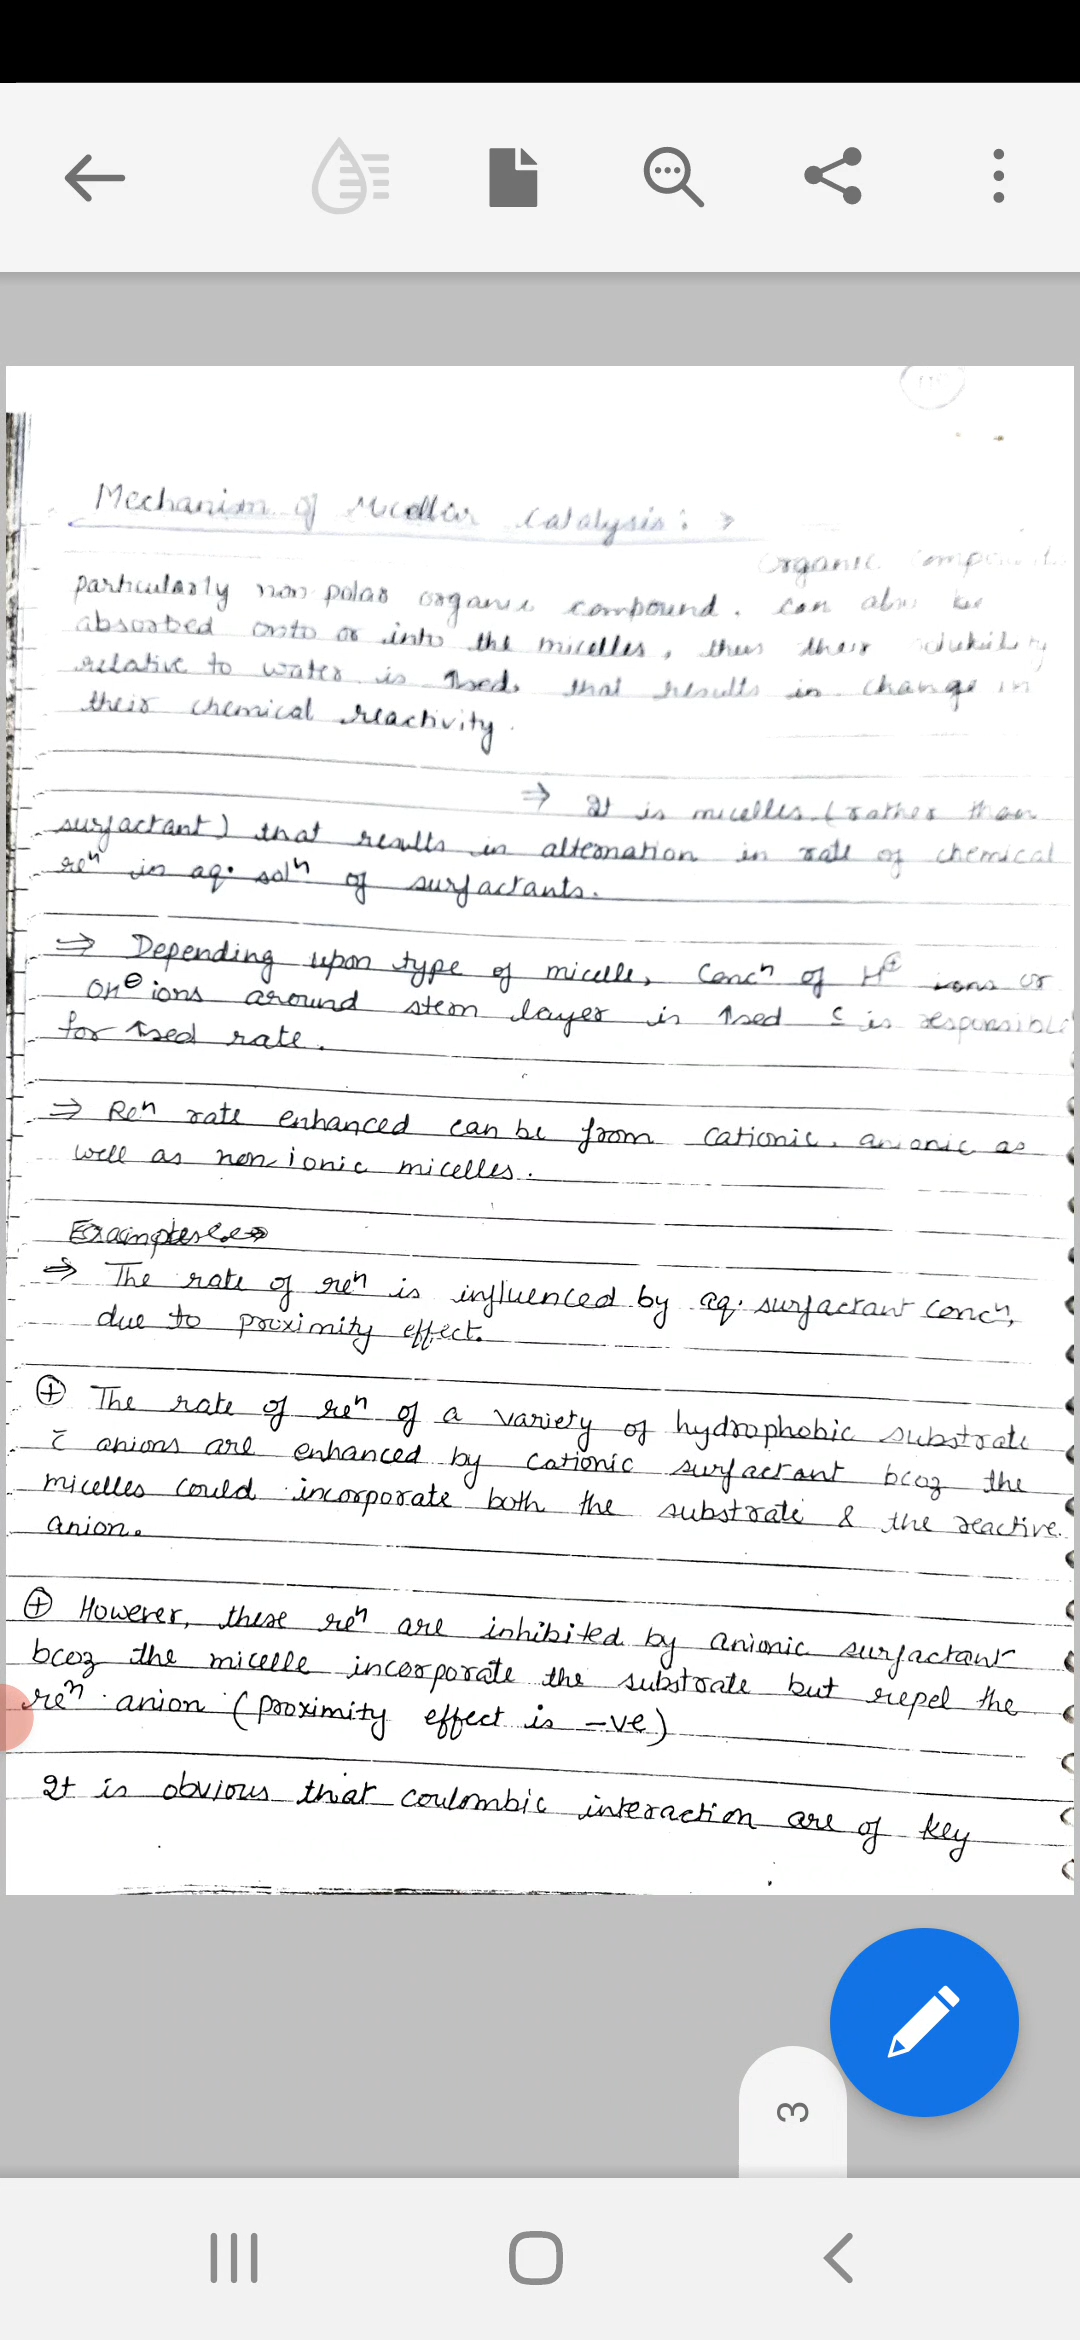 Mechanism of Micellar Catalysis: →
organic compound
particularly non polar organic compound. can also be
absorbed onto or into the micelles, thus their solubility
relative to water is ↑sed. that results in change in
their chemical reactivity.
⇒ It is micelles (rather than
surfactant) that results in alternation in rate of chemical
reⁿ in aq. solⁿ of surfactants.
⇒ Depending upon type of micelle, Concⁿ of H⊕ ions or
OH⊖ ions around stern layer is ↑sed c is responsible
for ↑sed rate.
⇒ Reⁿ rate enhanced can be from cationic, anionic as
well as non-ionic micelles.
Examples:⇒
⇒ The rate of reⁿ is influenced by aq. surfactant concⁿ,
due to proximity effect.
⊕ The rate of reⁿ of a variety of hydrophobic substrate
c̄ anions are enhanced by cationic surfactant bcoz the
micelles could incorporate both the substrate & the reactive
anion.
⊕ However, these reⁿ are inhibited by anionic surfactant
bcoz the micelle incorporate the substrate but repel the
reⁿ anion (proximity effect is -ve)
It is obvious that coulombic interaction are of key
3